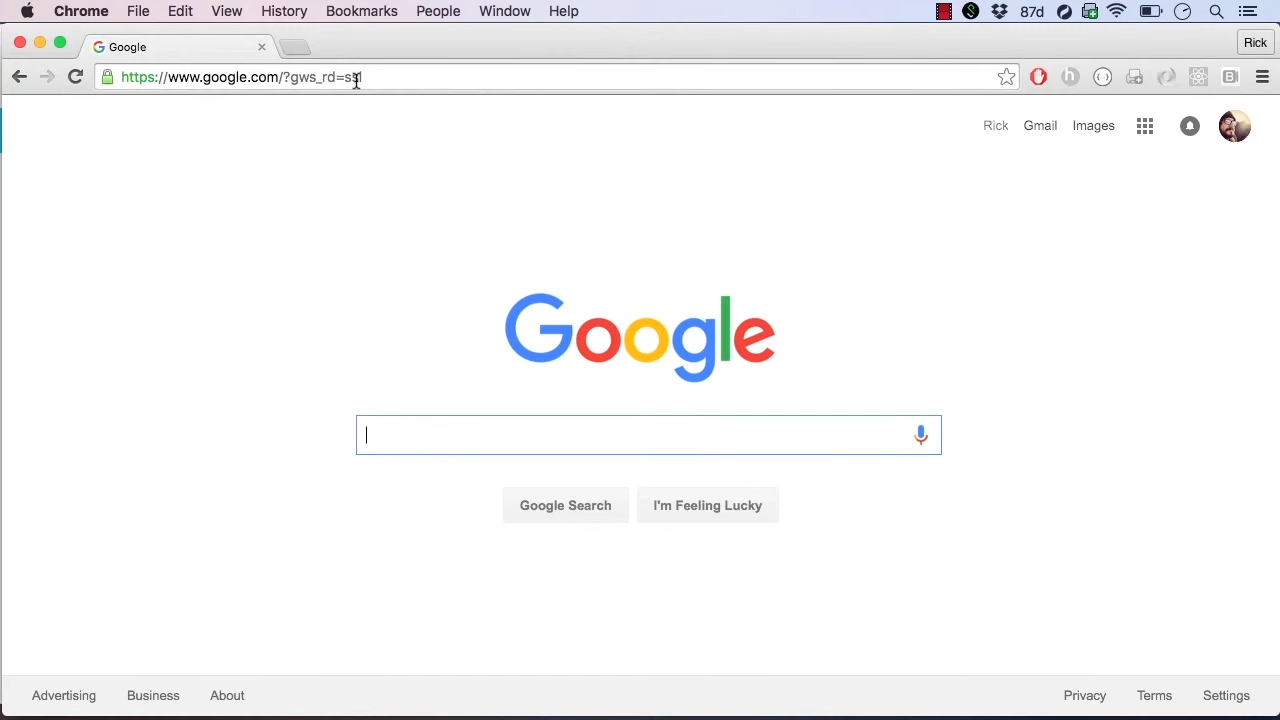 Chrome File Edit View History Bookmarks People Window Help 87d
Google Rick
https://www.google.com/?gws_rd=ssl
Rick Gmail Images
Google
Google Search I'm Feeling Lucky
Advertising Business About Privacy Terms Settings